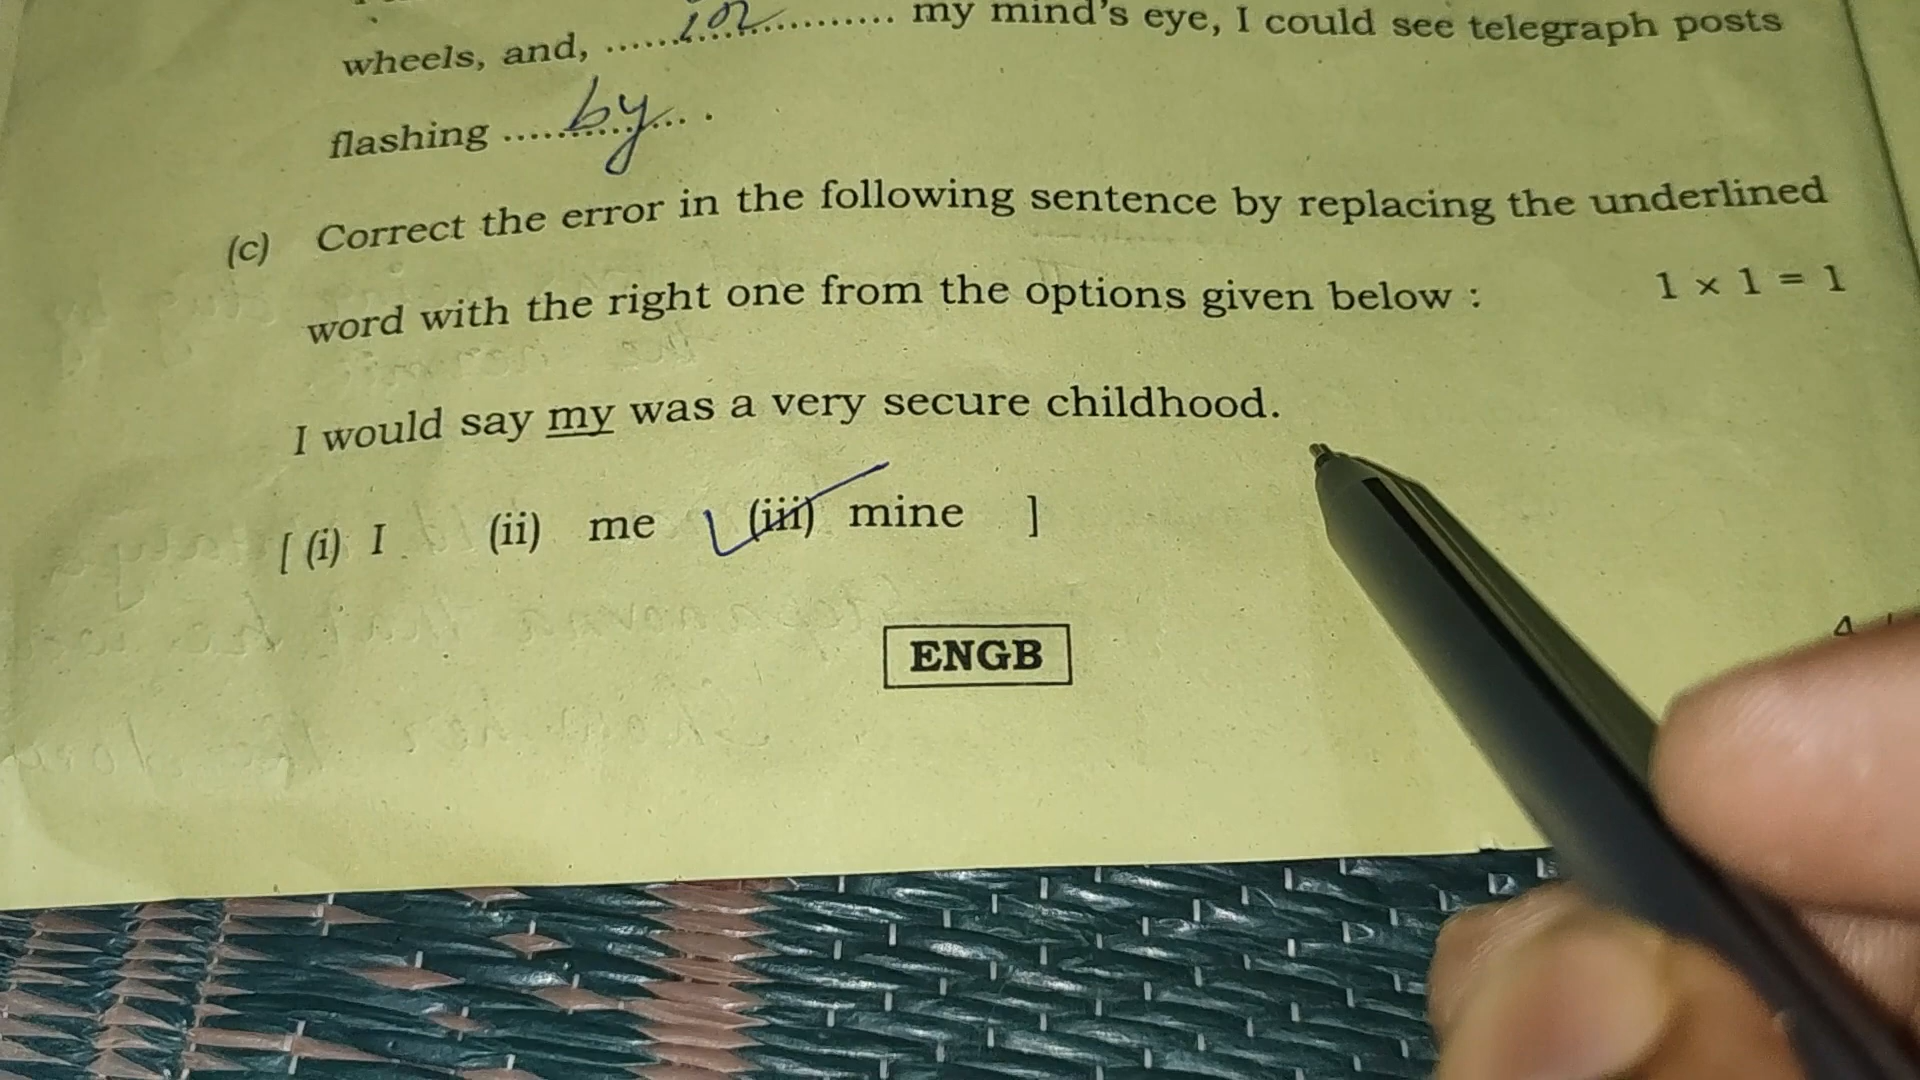 wheels, and, ............ in ............ my mind's eye, I could see telegraph posts
flashing ...... by ...... .
(c) Correct the error in the following sentence by replacing the underlined
word with the right one from the options given below : 1 × 1 = 1
I would say my was a very secure childhood.
[ (i) I (ii) me (iii) mine ]
ENGB